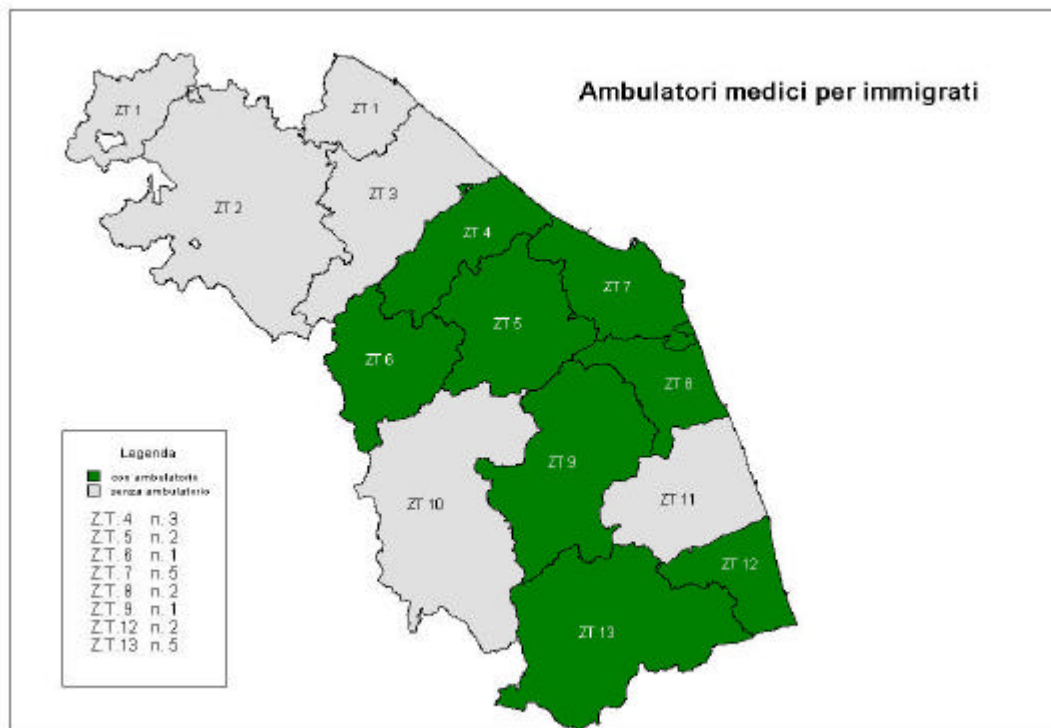 Ambulatori medici per immigrati
ZT 1
ZT 1
ZT 2
ZT 3
ZT 4
ZT 7
ZT 5
ZT 6
ZT 8
ZT 9
ZT 10
ZT 11
ZT 12
ZT 13
Legenda
con ambulatorio
senza ambulatorio
Z.T. 4 n. 3
Z.T. 5 n. 2
Z.T. 6 n. 1
Z.T. 7 n. 5
Z.T. 8 n. 2
Z.T. 9 n. 1
Z.T. 12 n. 2
Z.T. 13 n. 5